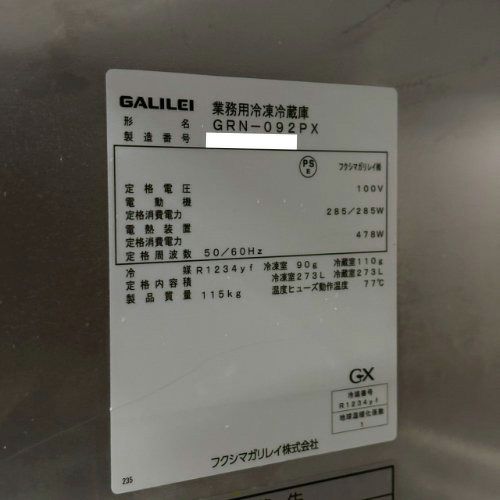 GALILEI 業務用冷凍冷蔵庫
形名 GRN-092PX
製造番号
PS E フクシマガリレイ㈱
定格電圧 100V
電動機
定格消費電力 285/285W
電熱装置
定格消費電力 478W
定格周波数 50/60Hz
冷媒 R1234yf 冷凍室 90g 冷蔵室 110g
定格内容積 冷凍室 273L 冷蔵室 273L
製品質量 115kg 温度ヒューズ動作温度 77℃
GX
冷媒番号
R1234yf
地球温暖化係数
1
フクシマガリレイ株式会社
235